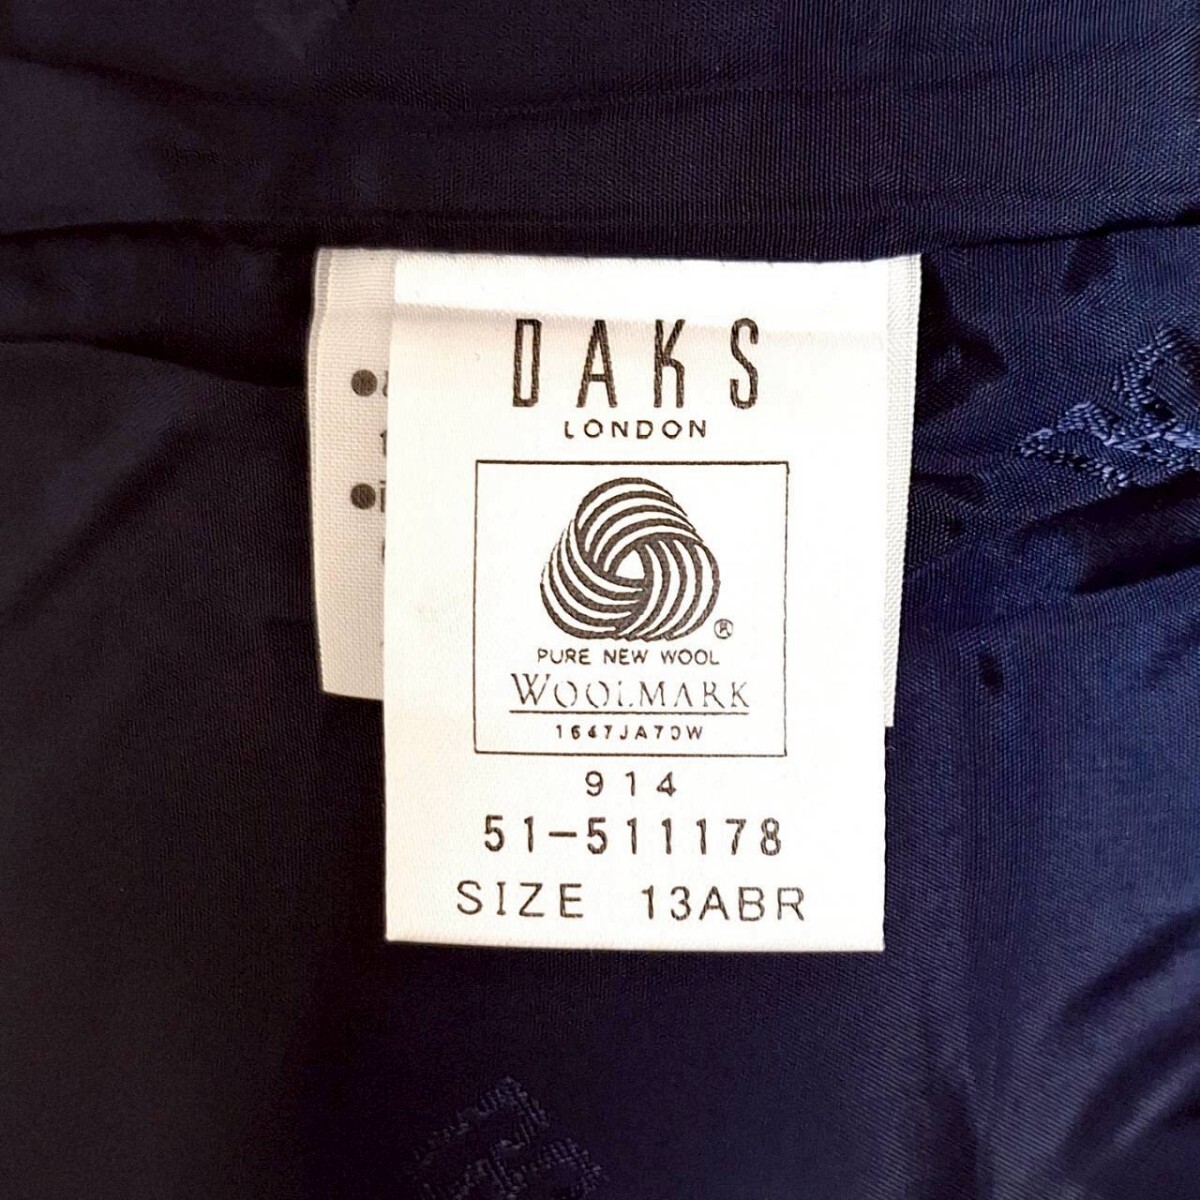 DAKS
LONDON
®
PURE NEW WOOL
WOOLMARK
1647JA70W
914
51-511178
SIZE 13ABR